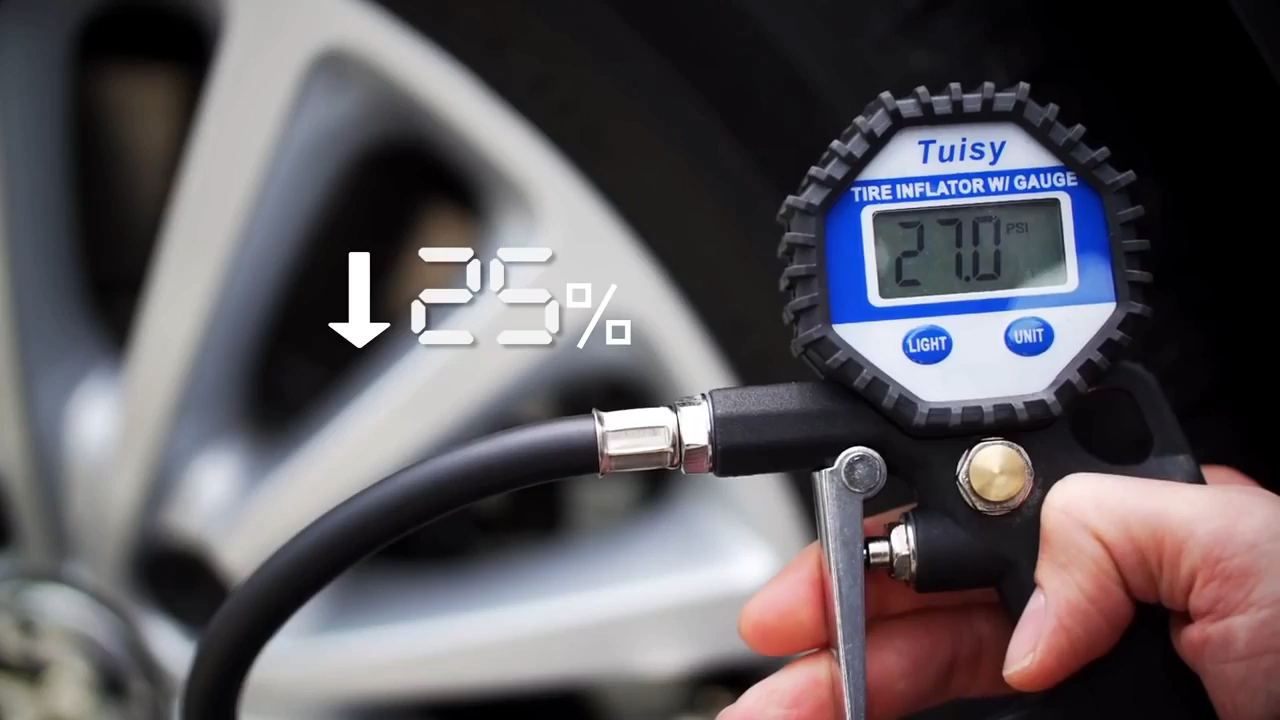 ↓25%
Tuisy
TIRE INFLATOR W/ GAUGE
27.0 PSI
LIGHT
UNIT